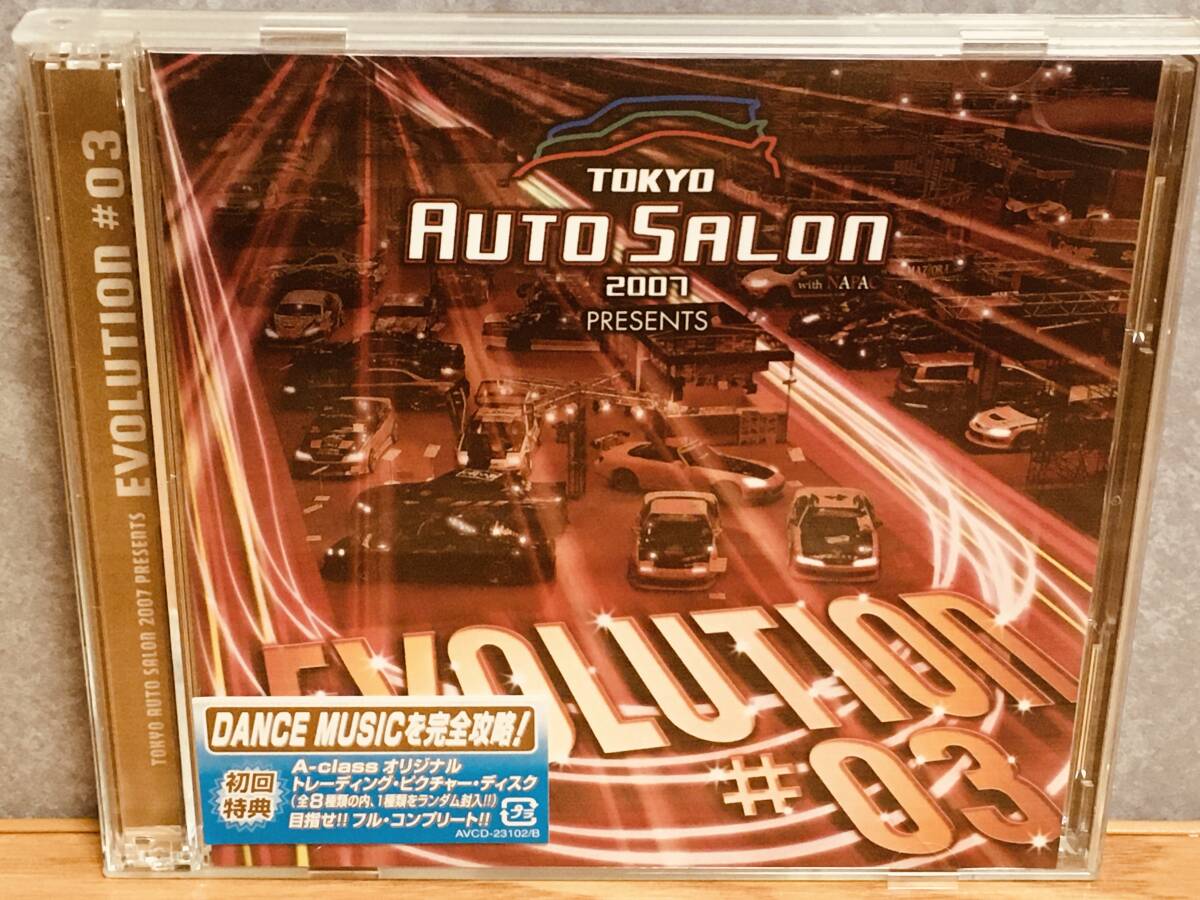 TOKYO AUTO SALON 2007 PRESENTS EVOLUTION #03
TOKYO
AUTO SALON
2007
with NAPAC
PRESENTS
EVOLUTION
#03
DANCE MUSICを完全攻略!
初回
特典
A-class オリジナル
トレーディング・ピクチャー・ディスク
(全8種類の内、1種類をランダム封入!!)
目指せ!! フル・コンプリート!!
プラ
AVCD-23102/B